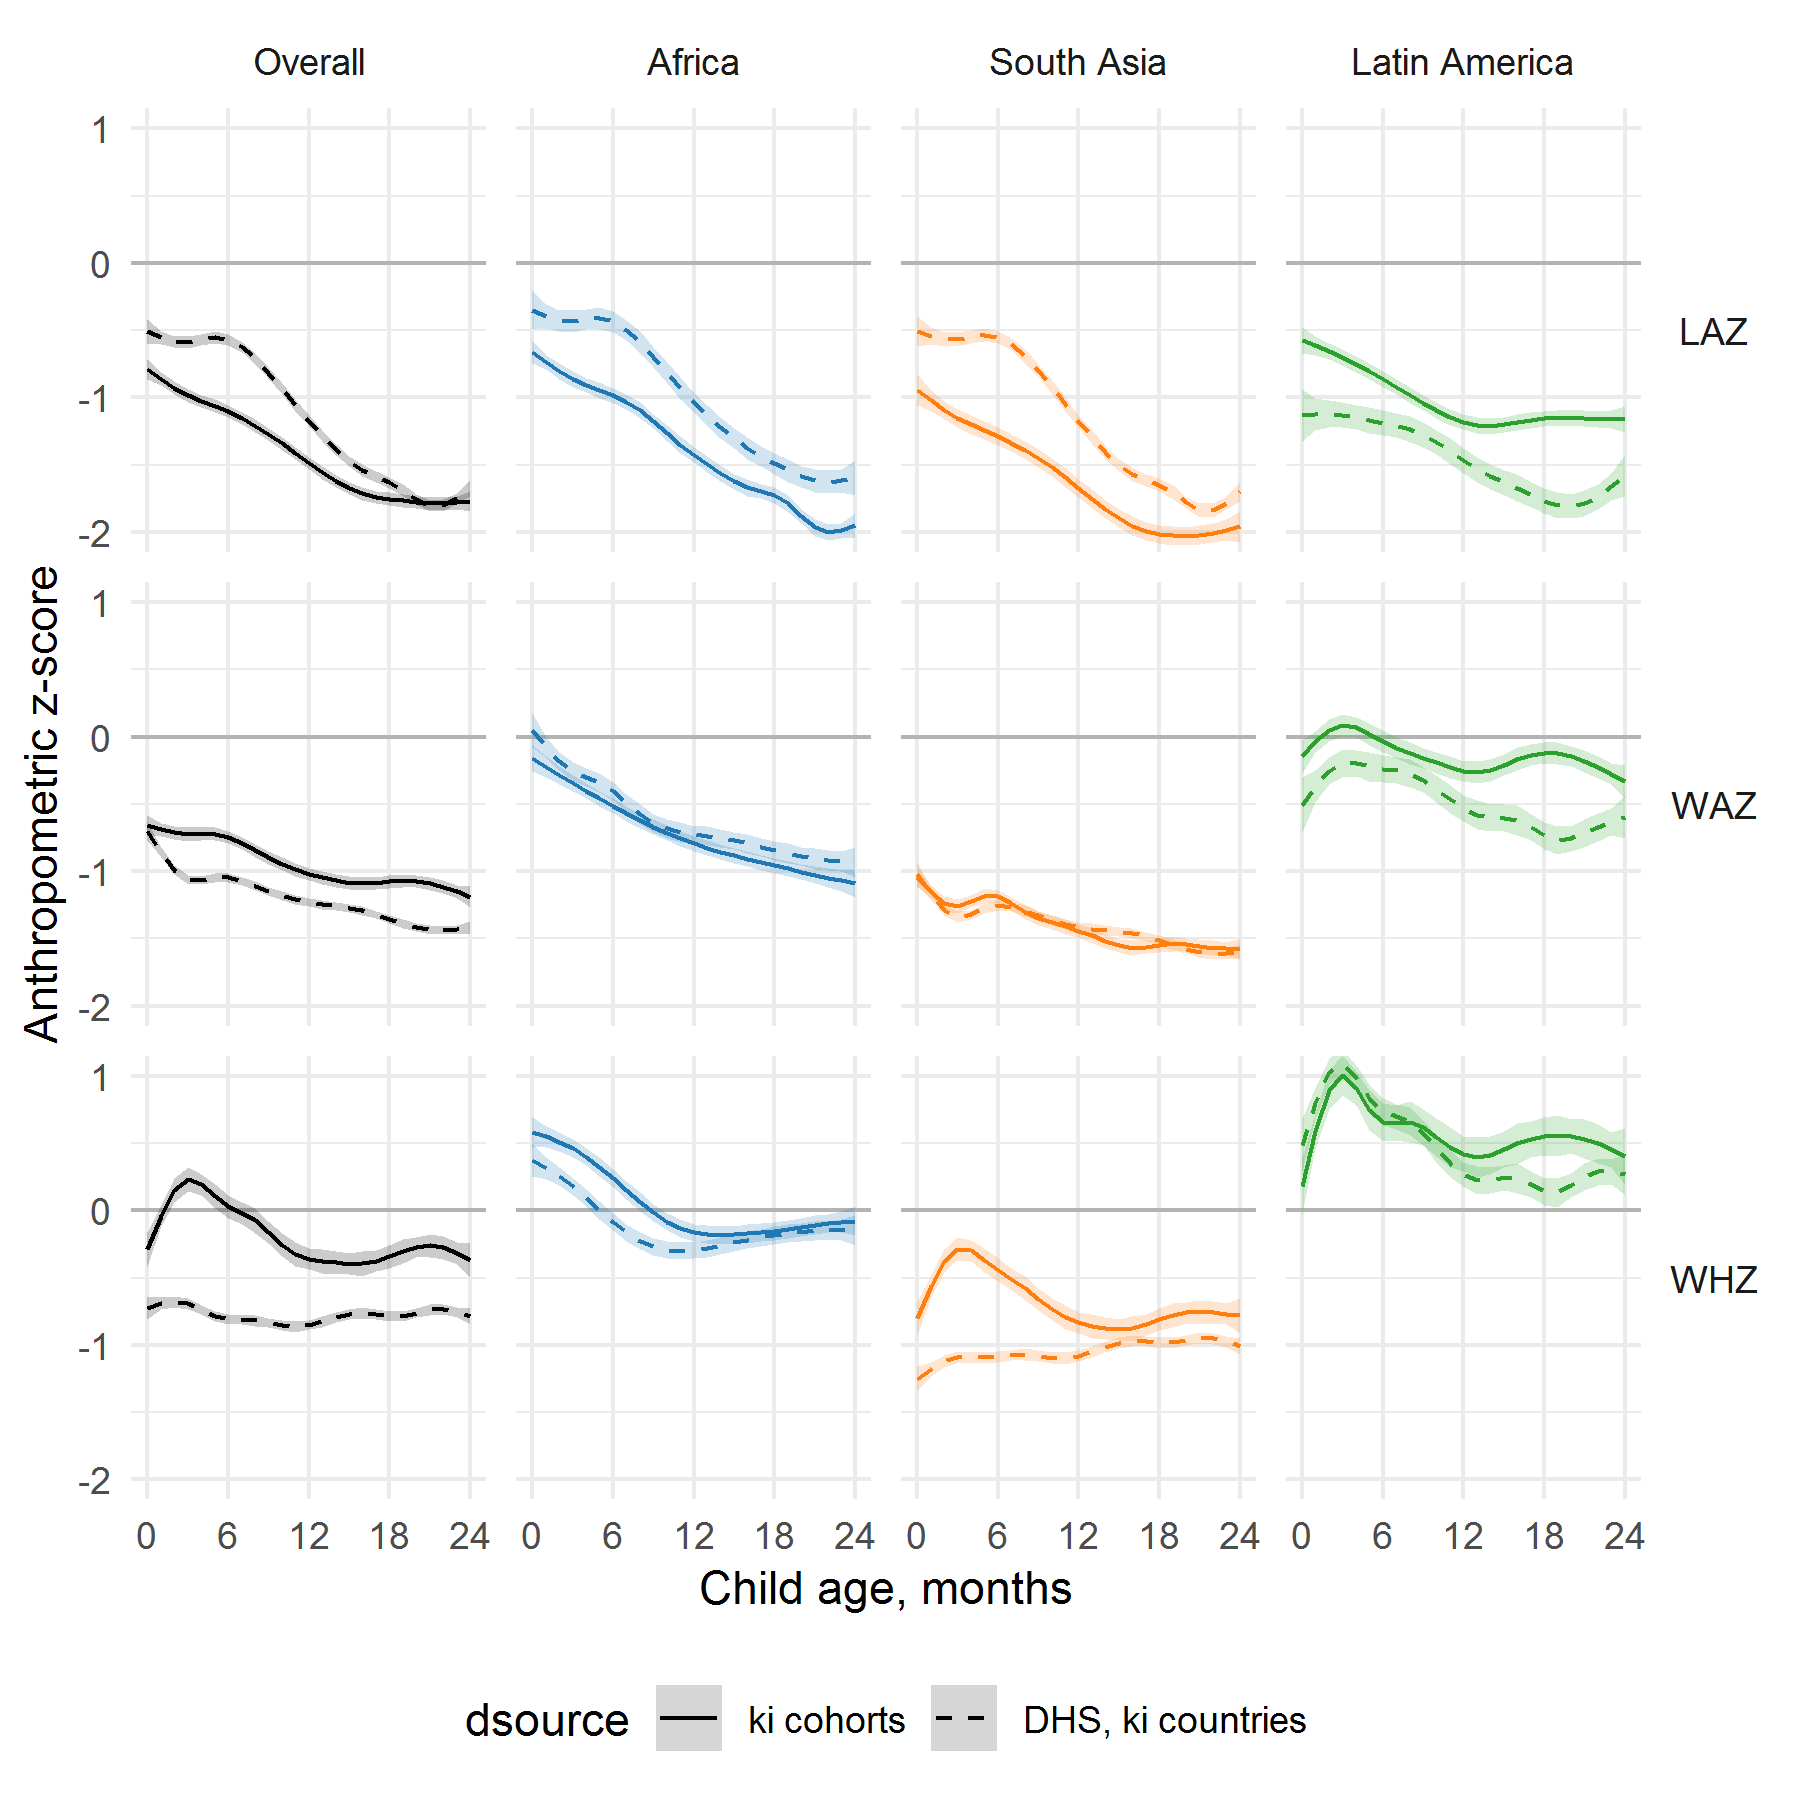 Overall Africa South Asia Latin America
1
0
-1
-2
LAZ
Anthropometric z-score
1
0
-1
-2
WAZ
1
0
-1
-2
WHZ
0 6 12 18 24 0 6 12 18 24 0 6 12 18 24 0 6 12 18 24
Child age, months
dsource ki cohorts DHS, ki countries